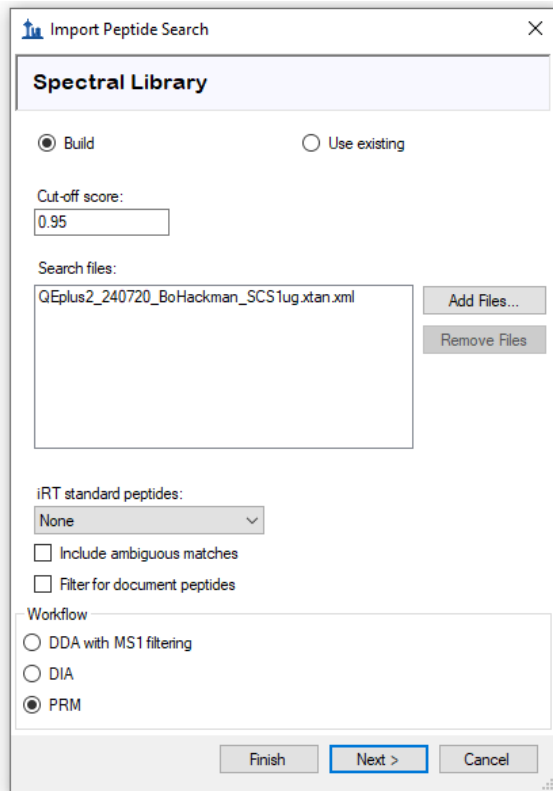 Import Peptide Search
Spectral Library
Build
Use existing
Cut-off score:
0.95
Search files:
QEplus2_240720_BoHackman_SCS1ug.xtan.xml
Add Files...
Remove Files
iRT standard peptides:
None
Include ambiguous matches
Filter for document peptides
Workflow
DDA with MS1 filtering
DIA
PRM
Finish
Next >
Cancel